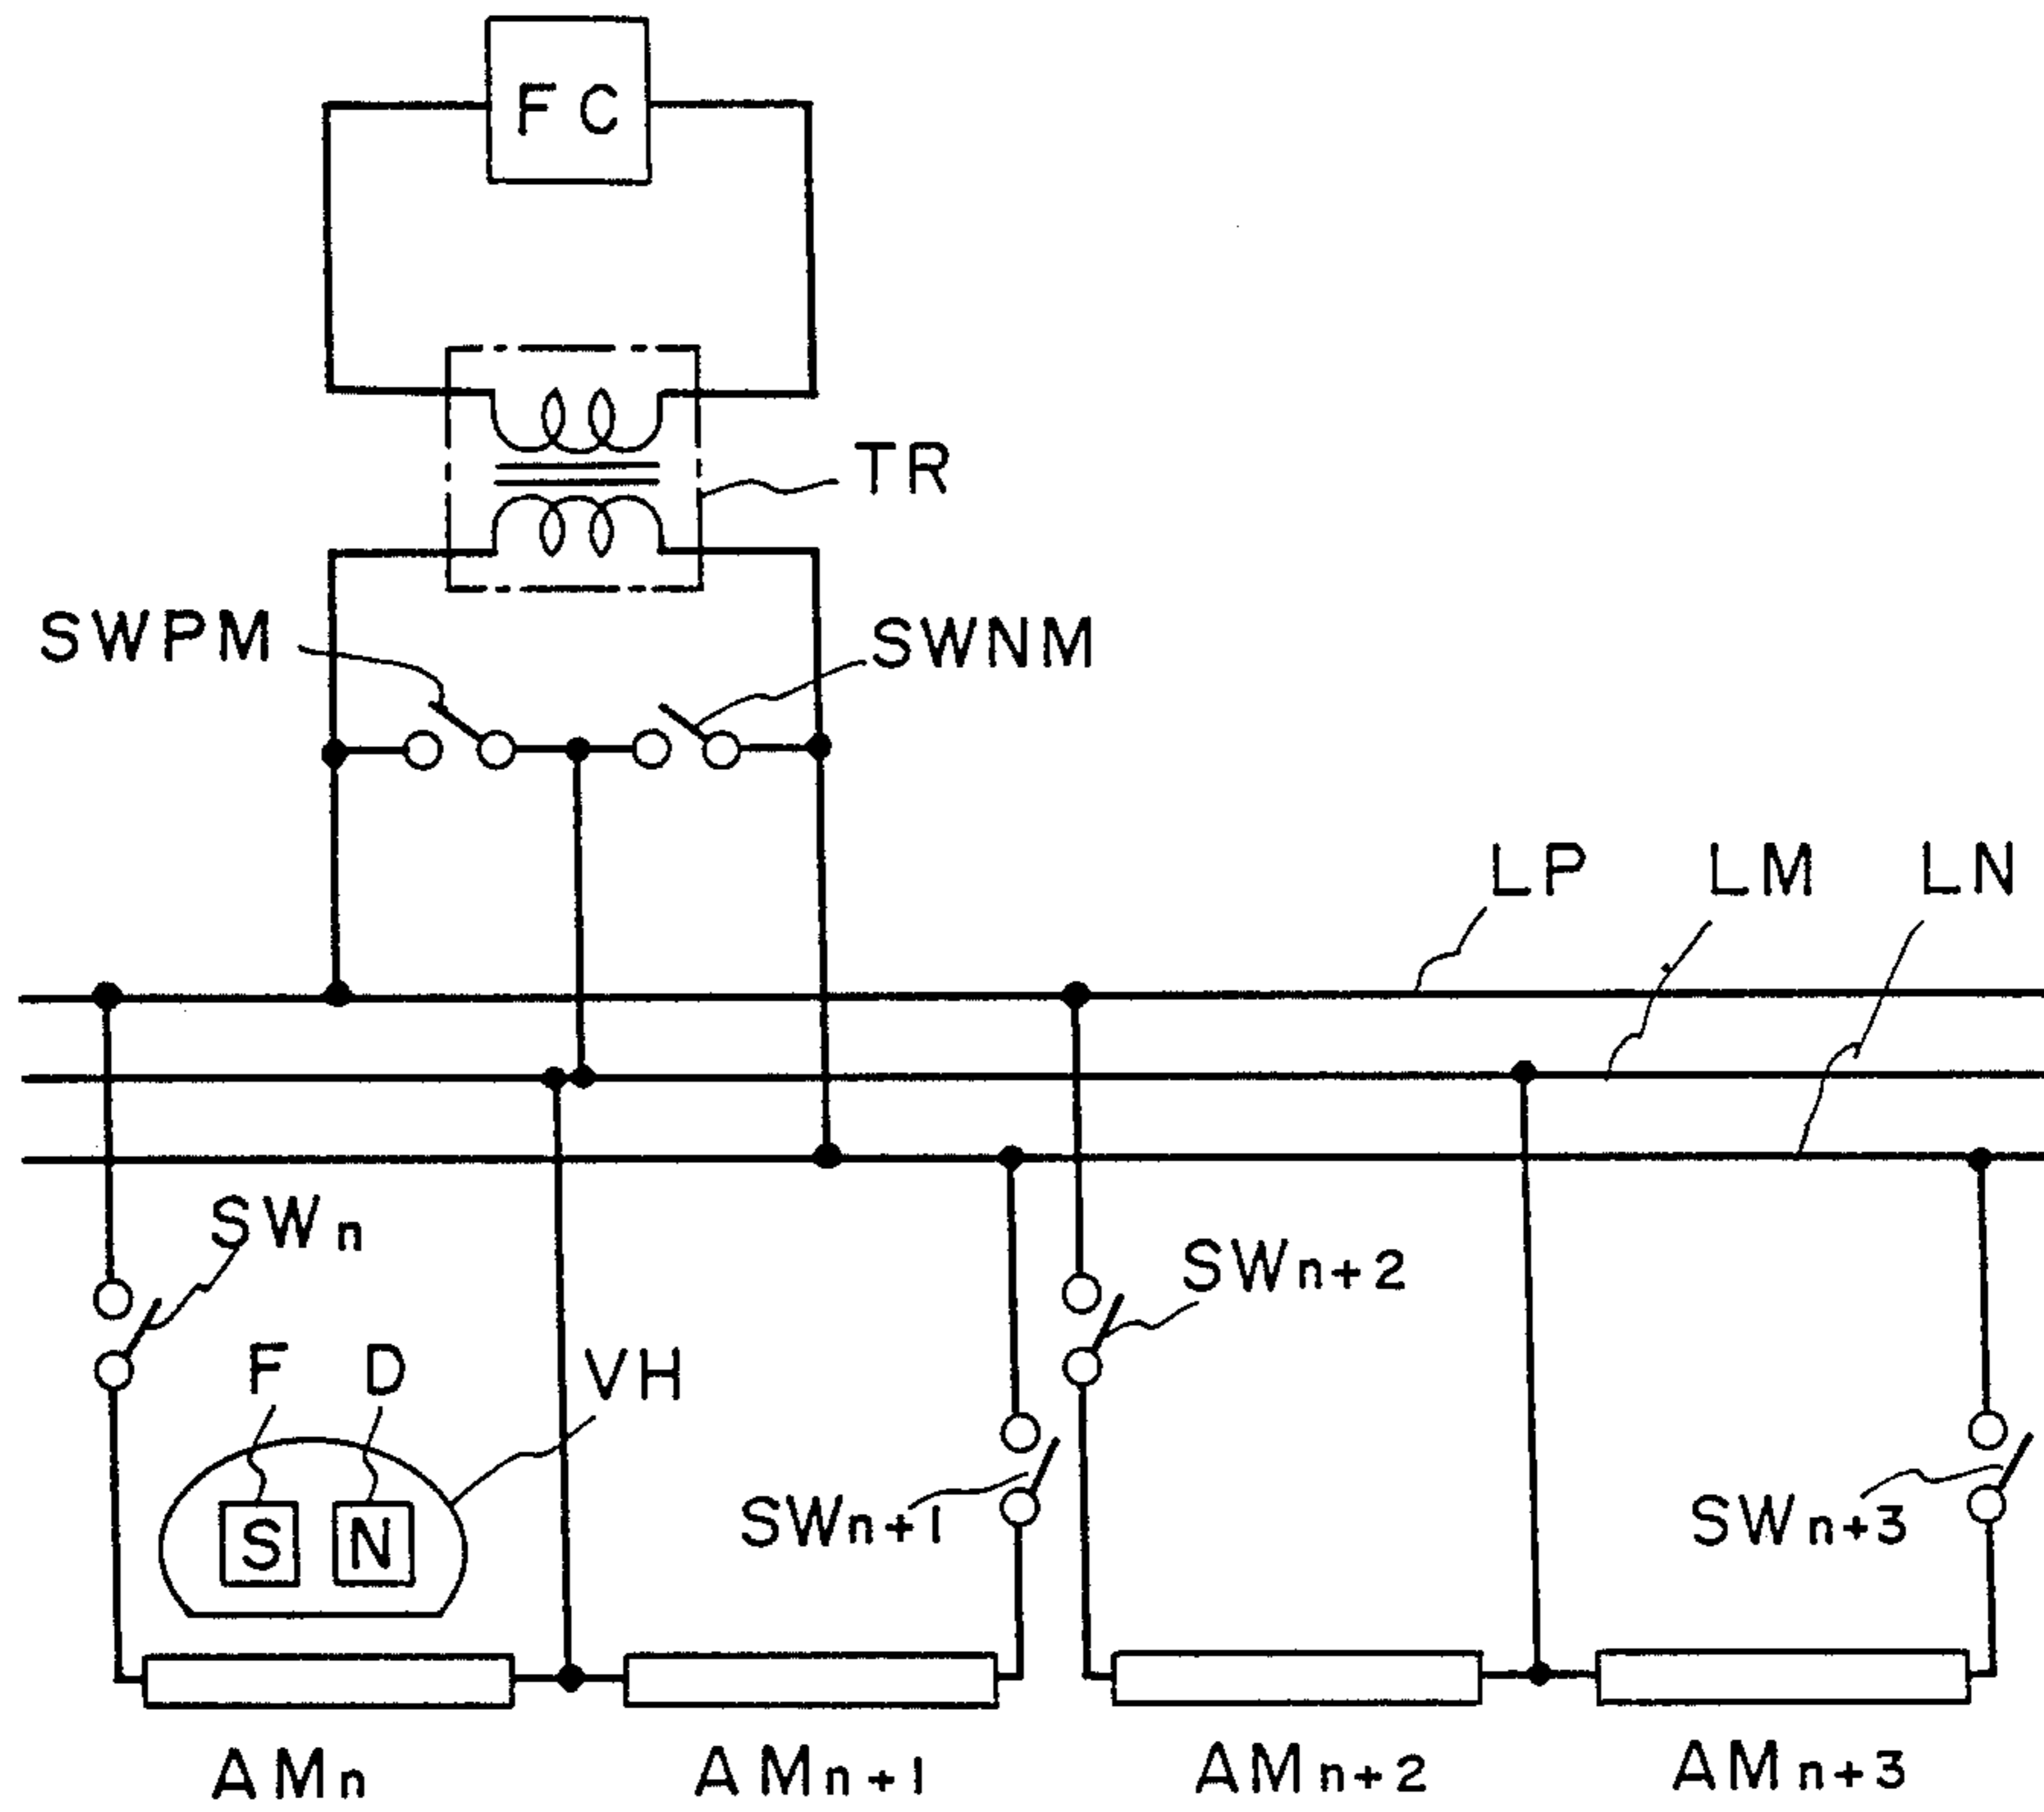 FC
TR
SWPM
SWNM
LP LM LN
SWn
SWn+2
F D VH
S N
SWn+1
SWn+3
AMn AMn+1 AMn+2 AMn+3